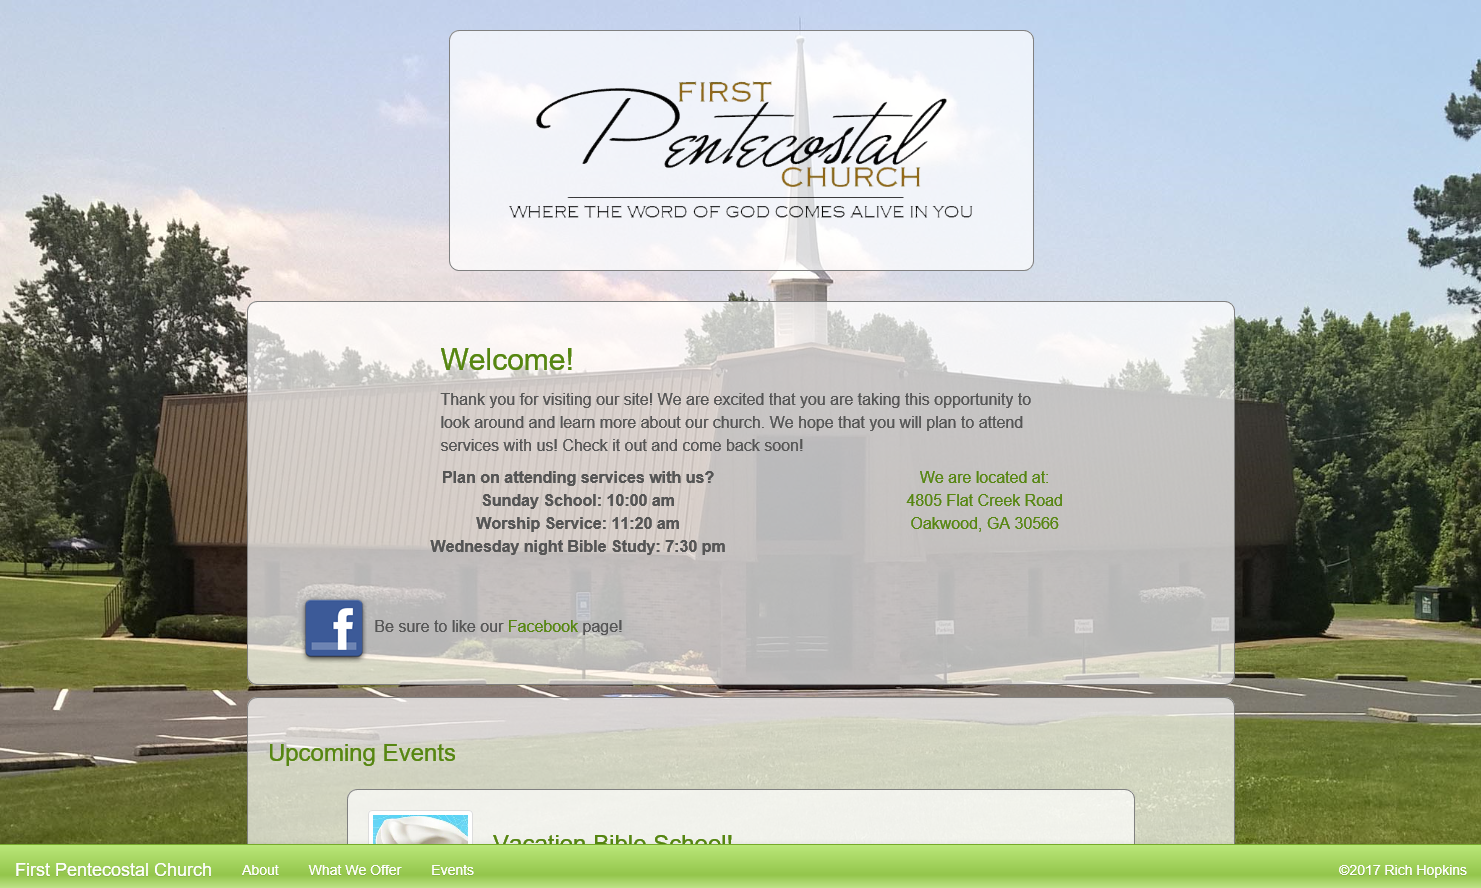 FIRST
Pentecostal
CHURCH
WHERE THE WORD OF GOD COMES ALIVE IN YOU
Welcome!
Thank you for visiting our site! We are excited that you are taking this opportunity to
look around and learn more about our church. We hope that you will plan to attend
services with us! Check it out and come back soon!
Plan on attending services with us?
Sunday School: 10:00 am
Worship Service: 11:20 am
Wednesday night Bible Study: 7:30 pm
We are located at:
4805 Flat Creek Road
Oakwood, GA 30566
f
Be sure to like our Facebook page!
Upcoming Events
Vacation Bible School!
First Pentecostal Church
About
What We Offer
Events
©2017 Rich Hopkins